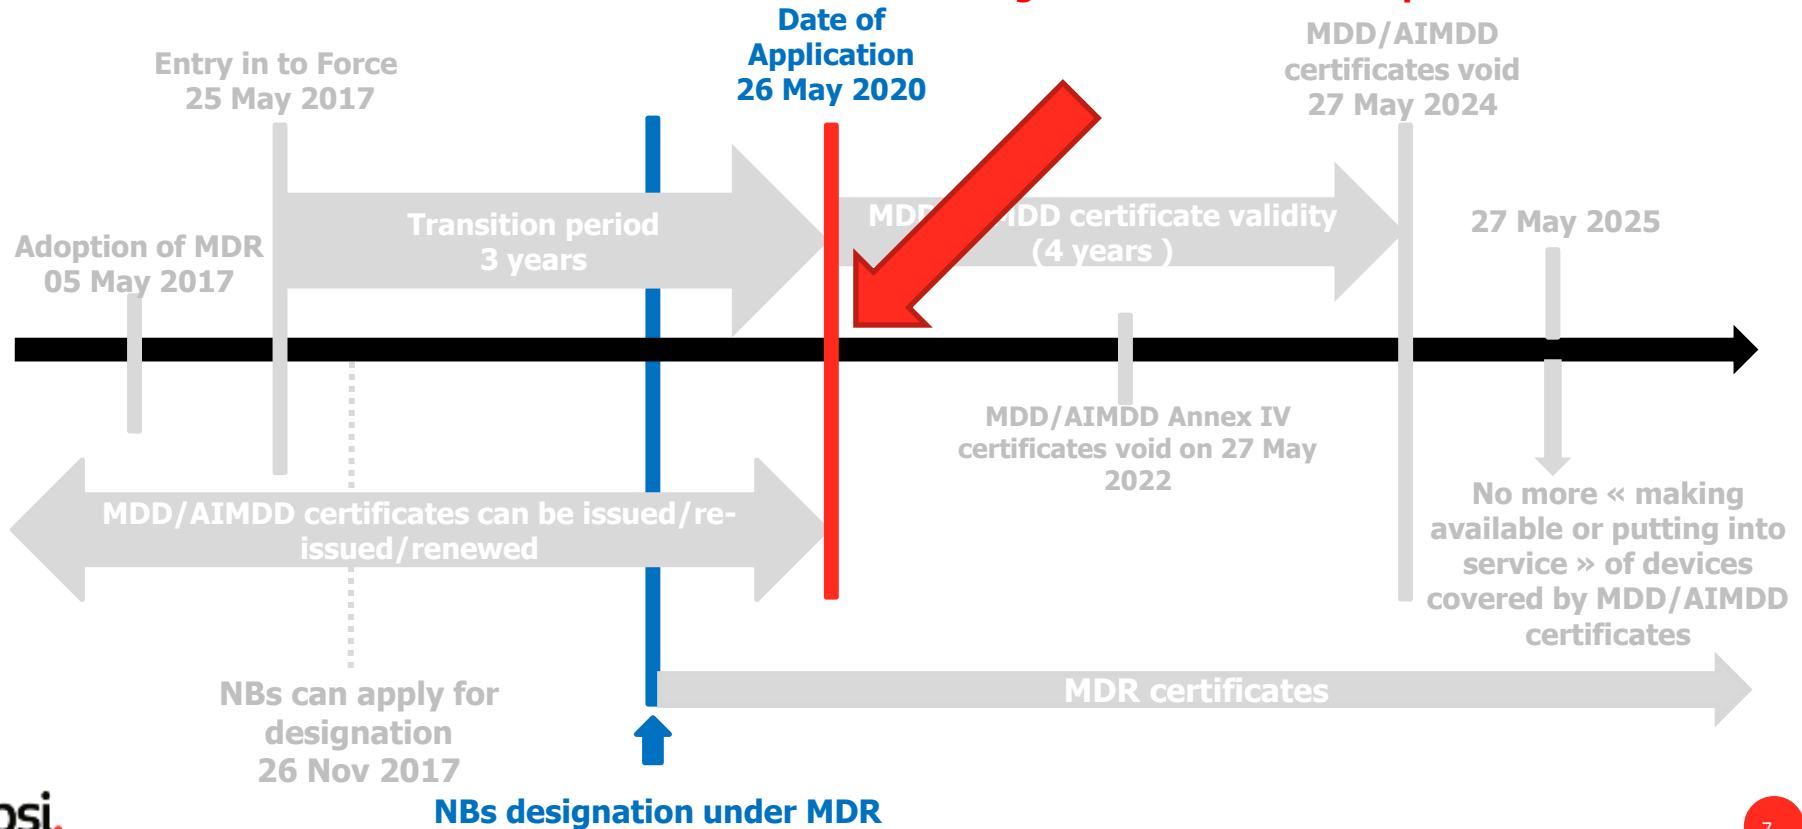 Date of
Application
26 May 2020
Entry in to Force
25 May 2017
MDD/AIMDD
certificates void
27 May 2024
Transition period
3 years
certificate validity
(4 years )
27 May 2025
Adoption of MDR
05 May 2017
MDD/AIMDD Annex IV
certificates void on 27 May
2022
MDD/AIMDD certificates can be issued/re-
issued/renewed
No more « making
available or putting into
service » of devices
covered by MDD/AIMDD
certificates
MDR certificates
NBs can apply for
designation
26 Nov 2017
NBs designation under MDR
7